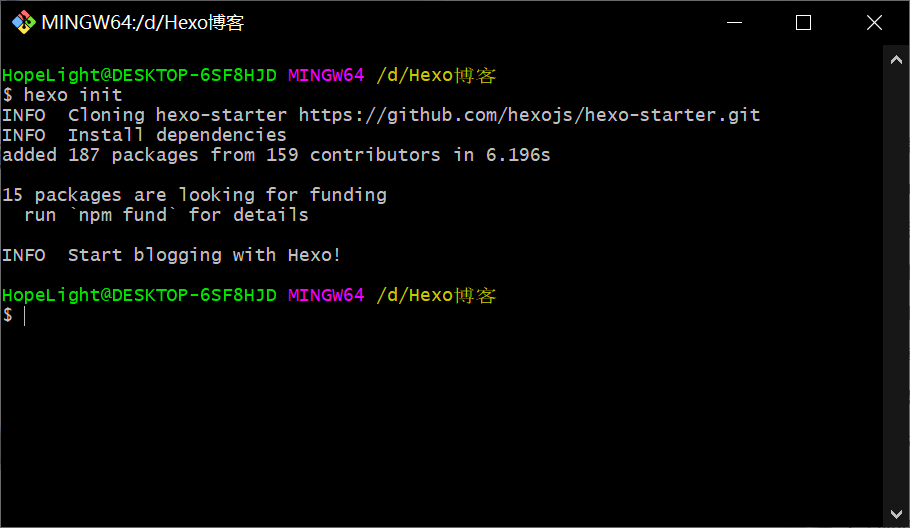 MINGW64:/d/Hexo博客
HopeLight@DESKTOP-6SF8HJD MINGW64 /d/Hexo博客
$ hexo init
INFO  Cloning hexo-starter https://github.com/hexojs/hexo-starter.git
INFO  Install dependencies
added 187 packages from 159 contributors in 6.196s
15 packages are looking for funding
  run `npm fund` for details
INFO  Start blogging with Hexo!
HopeLight@DESKTOP-6SF8HJD MINGW64 /d/Hexo博客
$